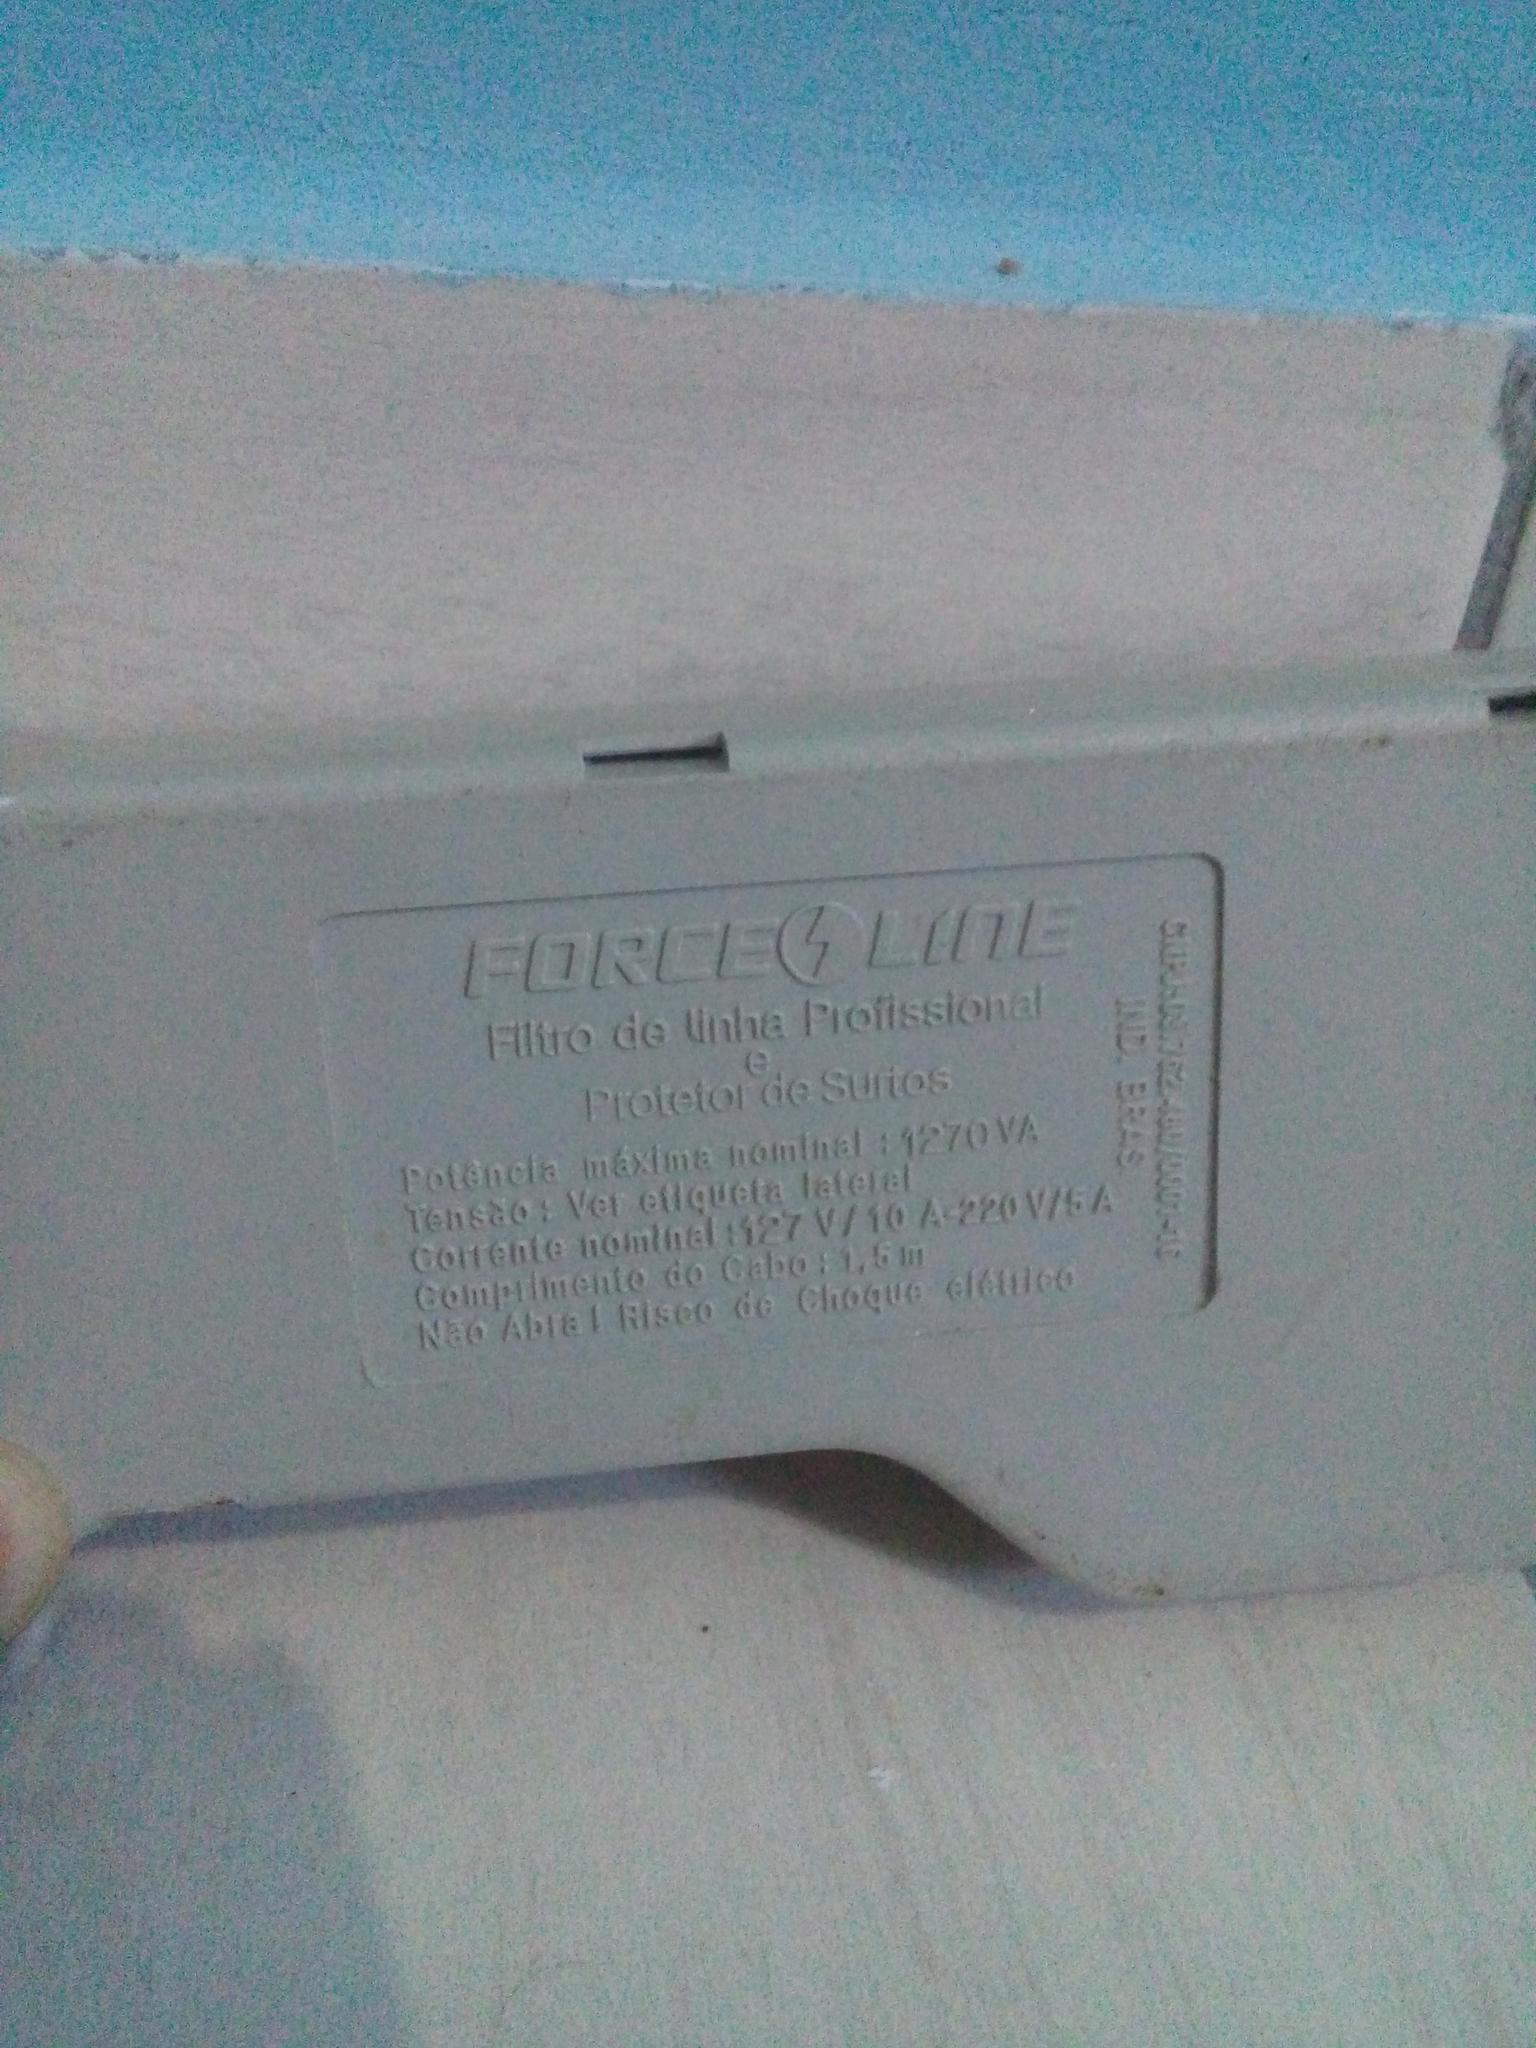 FORCE LINE
Filtro de linha Profissional
e
Protetor de Surtos
Potência máxima nominal : 1270 VA
Tensão : Ver etiqueta lateral
Corrente nominal :127 V / 10 A-220 V/5 A
Comprimento do Cabo : 1,5 m
Não Abra! Risco de Choque elétrico
IND. BRAS